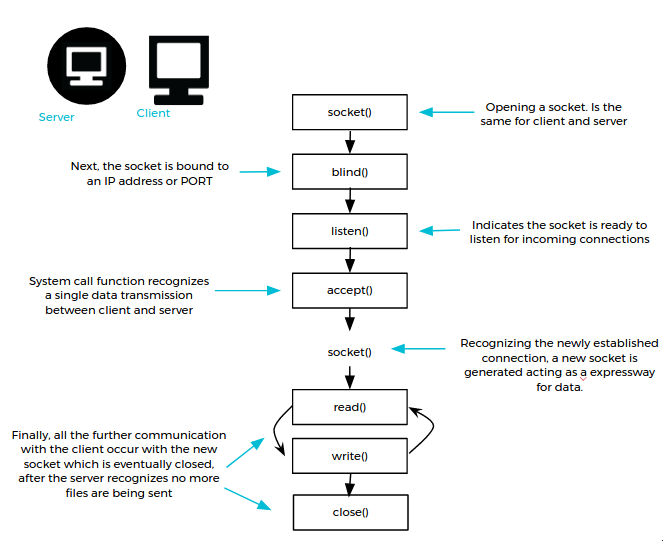 Server
Client
socket()
Opening a socket. Is the
same for client and server
Next, the socket is bound to
an IP address or PORT
blind()
listen()
Indicates the socket is ready to
listen for incoming connections
System call function recognizes
a single data transmission
between client and server
accept()
socket()
Recognizing the newly established
connection, a new socket is
generated acting as a expressway
for data.
read()
Finally, all the further communication
with the client occur with the new
socket which is eventually closed,
after the server recognizes no more
files are being sent
write()
close()